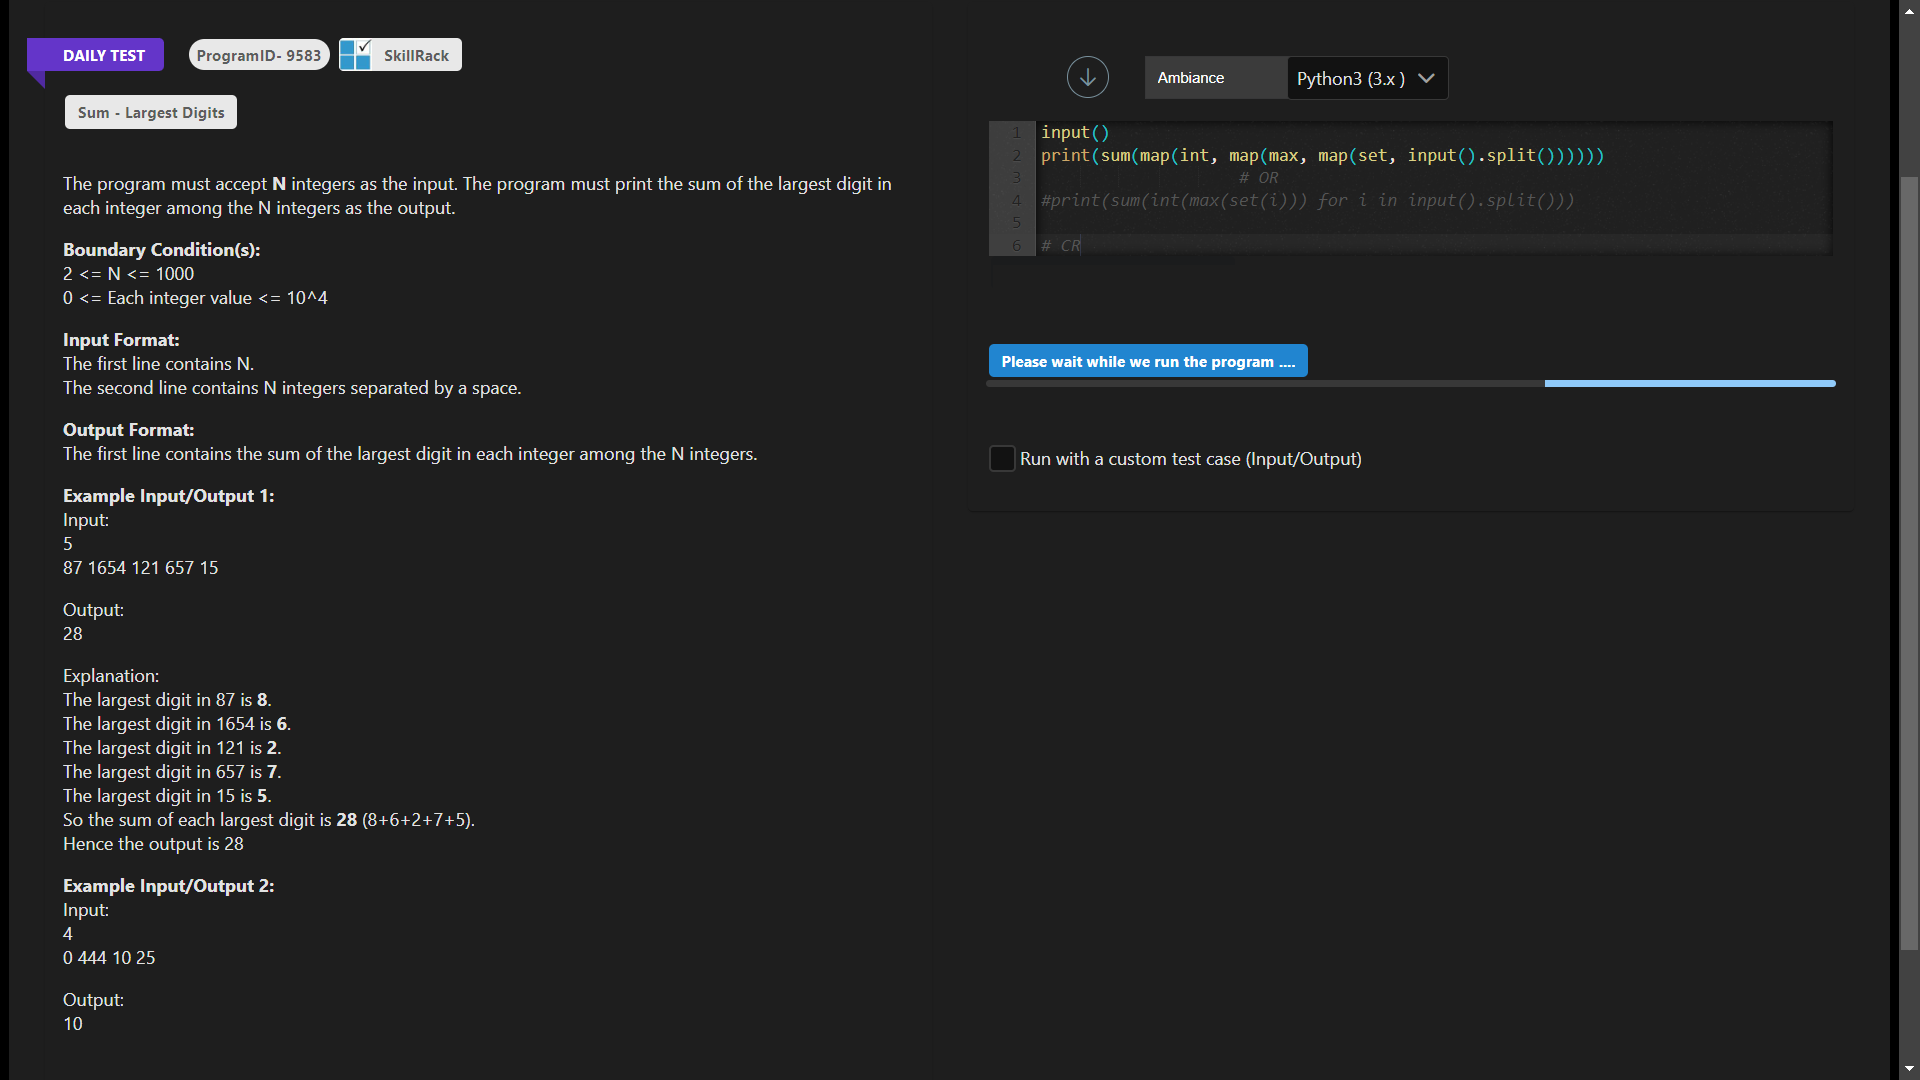 DAILY TEST
ProgramID- 9583
SkillRack
Sum - Largest Digits
The program must accept N integers as the input. The program must print the sum of the largest digit in
each integer among the N integers as the output.
Boundary Condition(s):
2 <= N <= 1000
0 <= Each integer value <= 10^4
Input Format:
The first line contains N.
The second line contains N integers separated by a space.
Output Format:
The first line contains the sum of the largest digit in each integer among the N integers.
Example Input/Output 1:
Input:
5
87 1654 121 657 15
Output:
28
Explanation:
The largest digit in 87 is 8.
The largest digit in 1654 is 6.
The largest digit in 121 is 2.
The largest digit in 657 is 7.
The largest digit in 15 is 5.
So the sum of each largest digit is 28 (8+6+2+7+5).
Hence the output is 28
Example Input/Output 2:
Input:
4
0 444 10 25
Output:
10
Ambiance
Python3 (3.x )
1 input()
2 print(sum(map(int, map(max, map(set, input().split())))))
3 # OR
4 #print(sum(int(max(set(i))) for i in input().split()))
5
6 # CR
Please wait while we run the program ....
Run with a custom test case (Input/Output)